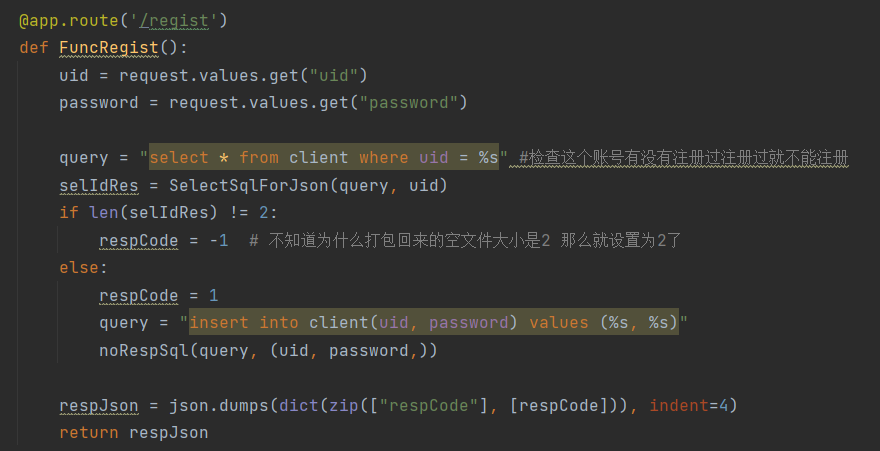 @app.route('/regist')
def FuncRegist():
    uid = request.values.get("uid")
    password = request.values.get("password")
    query = "select * from client where uid = %s" #检查这个账号有没有注册过注册过就不能注册
    selIdRes = SelectSqlForJson(query, uid)
    if len(selIdRes) != 2:
        respCode = -1  # 不知道为什么打包回来的空文件大小是2 那么就设置为2了
    else:
        respCode = 1
        query = "insert into client(uid, password) values (%s, %s)"
        noRespSql(query, (uid, password,))
    respJson = json.dumps(dict(zip(["respCode"], [respCode])), indent=4)
    return respJson